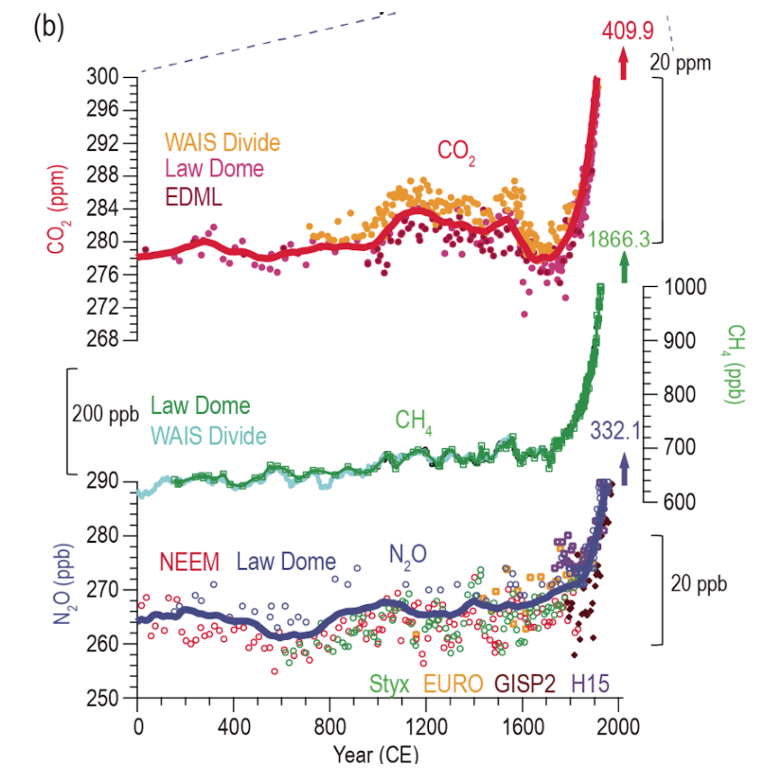 (b)
409.9
20 ppm
300
296
292
288
284
280
276
272
268
CO₂ (ppm)
WAIS Divide
Law Dome
EDML
CO₂
1866.3
1000
900
800
700
600
CH₄ (ppb)
200 ppb
Law Dome
WAIS Divide
CH₄
332.1
290
280
270
260
250
N₂O (ppb)
NEEM Law Dome N₂O
20 ppb
Styx EURO GISP2 H15
0 400 800 1200 1600 2000
Year (CE)